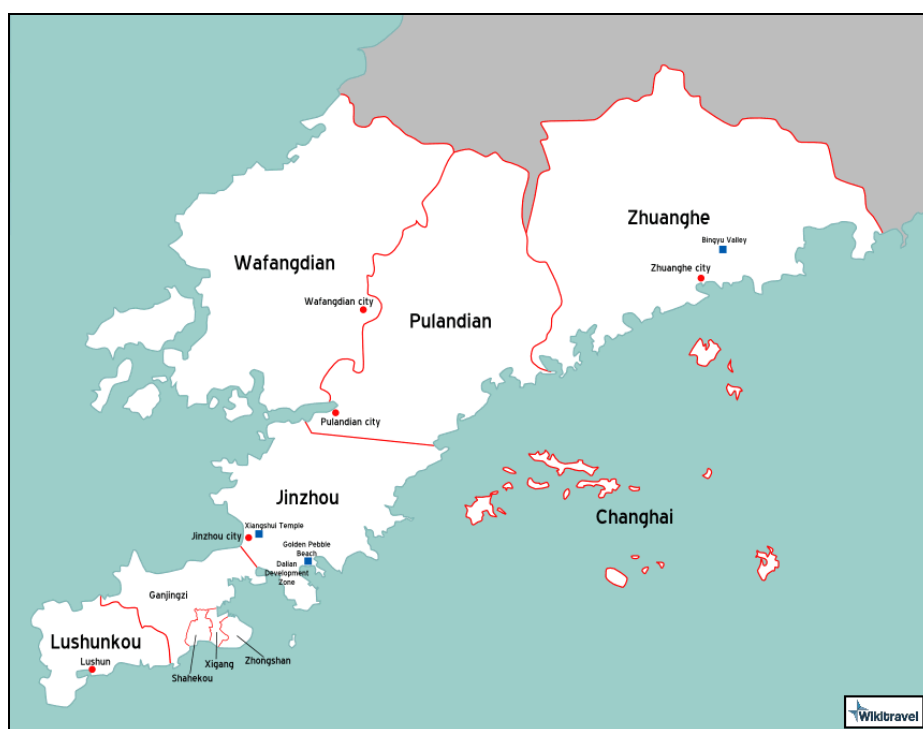 Zhuanghe
Bingyu Valley
Wafangdian
Zhuanghe city
Wafangdian city
Pulandian
Pulandian city
Jinzhou
Changhai
Xiangshui Temple
Jinzhou city
Golden Pebble
Beach
Dalian
Development
Zone
Ganjingzi
Lushunkou
Lushun
Shahekou
Xigang
Zhongshan
Wikitravel